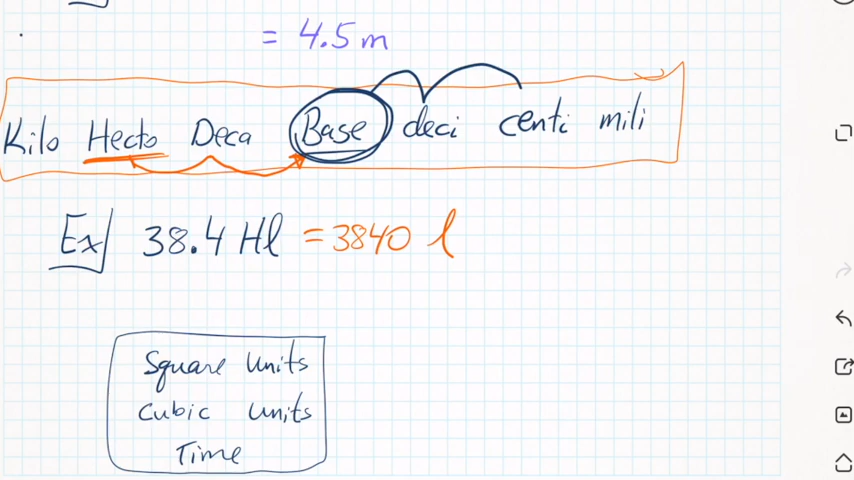 = 4.5 m
Kilo Hecto Deca Base deci centi mili
Ex 38.4 Hl = 3840 l
Square Units
Cubic Units
Time